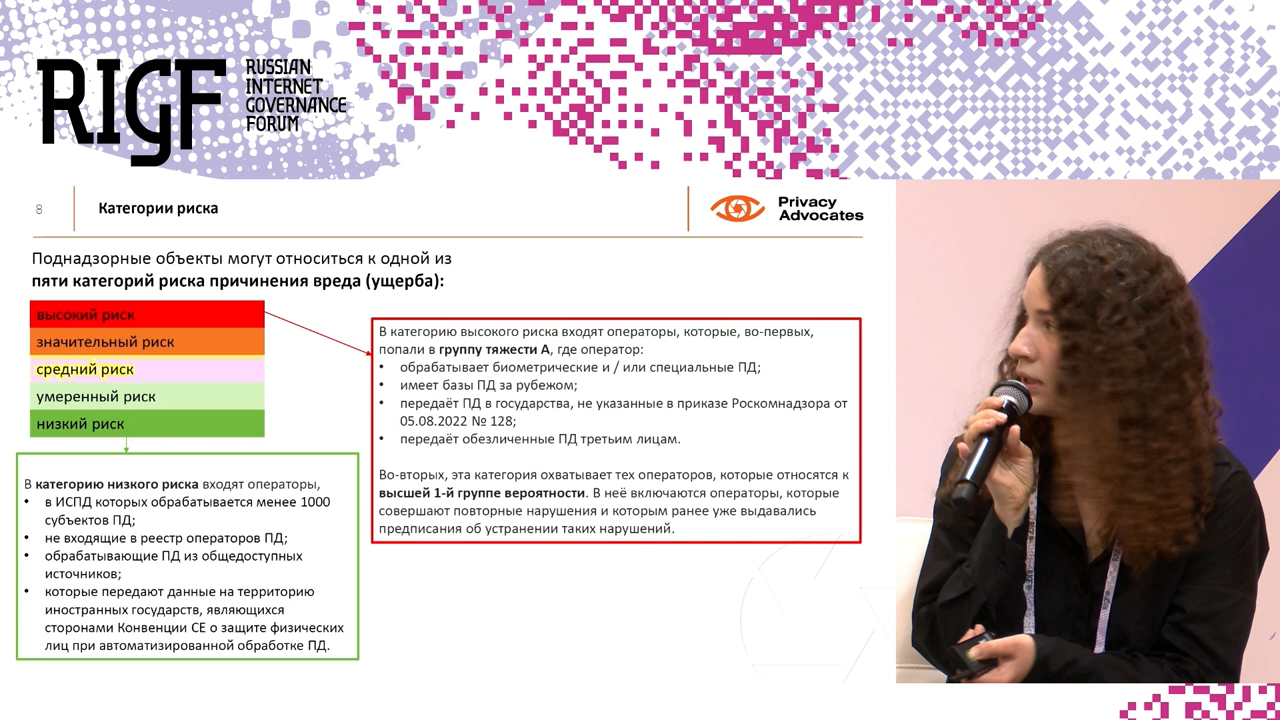 RIGF
RUSSIAN
INTERNET
GOVERNANCE
FORUM
8
Категории риска
Privacy
Advocates
Поднадзорные объекты могут относиться к одной из
пяти категорий риска причинения вреда (ущерба):
высокий риск
значительный риск
средний риск
умеренный риск
низкий риск
В категорию высокого риска входят операторы, которые, во-первых,
попали в группу тяжести А, где оператор:
• обрабатывает биометрические и / или специальные ПД;
• имеет базы ПД за рубежом;
• передаёт ПД в государства, не указанные в приказе Роскомнадзора от
05.08.2022 № 128;
• передаёт обезличенные ПД третьим лицам.
Во-вторых, эта категория охватывает тех операторов, которые относятся к
высшей 1-й группе вероятности. В неё включаются операторы, которые
совершают повторные нарушения и которым ранее уже выдавались
предписания об устранении таких нарушений.
В категорию низкого риска входят операторы,
• в ИСПД которых обрабатывается менее 1000
субъектов ПД;
• не входящие в реестр операторов ПД;
• обрабатывающие ПД из общедоступных
источников;
• которые передают данные на территорию
иностранных государств, являющихся
сторонами Конвенции СЕ о защите физических
лиц при автоматизированной обработке ПД.